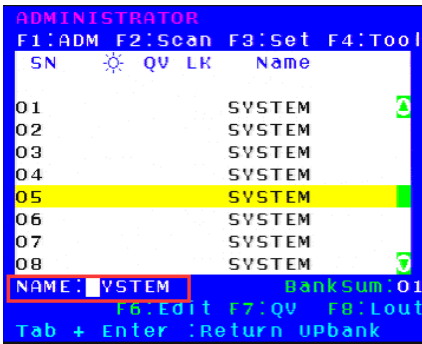 ADMINISTRATOR
F1:ADM F2:Scan F3:Set F4:Tool
SN QV LK Name
01 SYSTEM
02 SYSTEM
03 SYSTEM
04 SYSTEM
05 SYSTEM
06 SYSTEM
07 SYSTEM
08 SYSTEM
NAME: YSTEM BankSum:01
F6:Edit F7:QV F8:Lout
Tab + Enter :Return UPbank